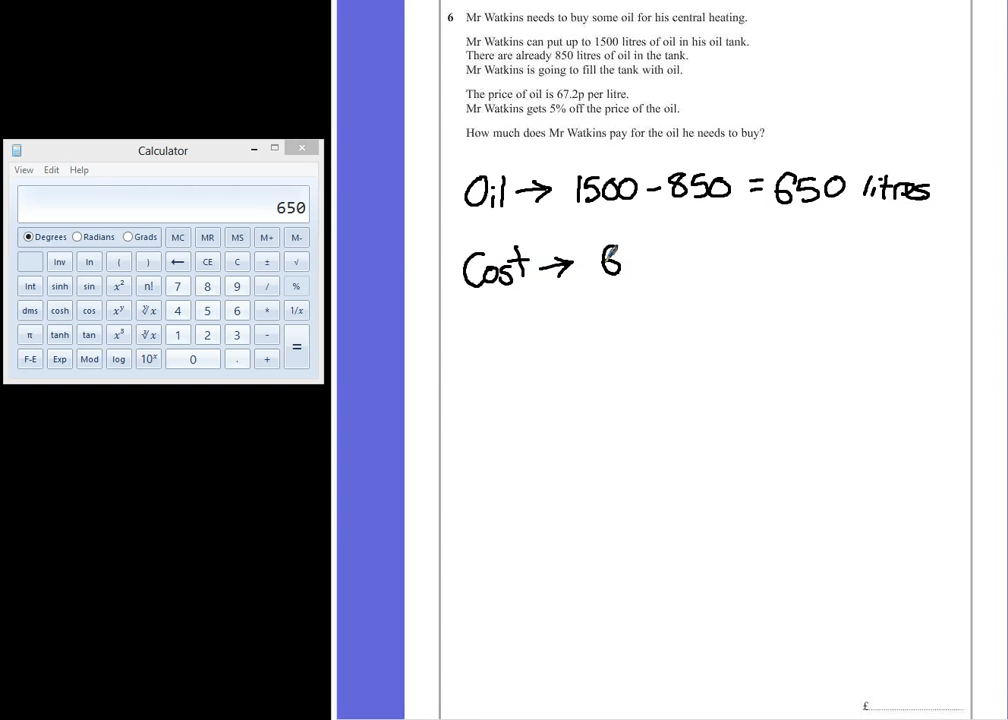 6 Mr Watkins needs to buy some oil for his central heating.
Mr Watkins can put up to 1500 litres of oil in his oil tank.
There are already 850 litres of oil in the tank.
Mr Watkins is going to fill the tank with oil.
The price of oil is 67.2p per litre.
Mr Watkins gets 5% off the price of the oil.
How much does Mr Watkins pay for the oil he needs to buy?
Oil → 1500 - 850 = 650 litres
Cost → 6
£
Calculator
View Edit Help
650
Degrees Radians Grads MC MR MS M+ M-
Inv ln ( ) ← CE C ± √
Int sinh sin x² n! 7 8 9 / %
dms cosh cos xʸ ʸ√x 4 5 6 * 1/x
π tanh tan x³ ³√x 1 2 3 - =
F-E Exp Mod log 10ˣ 0 . +